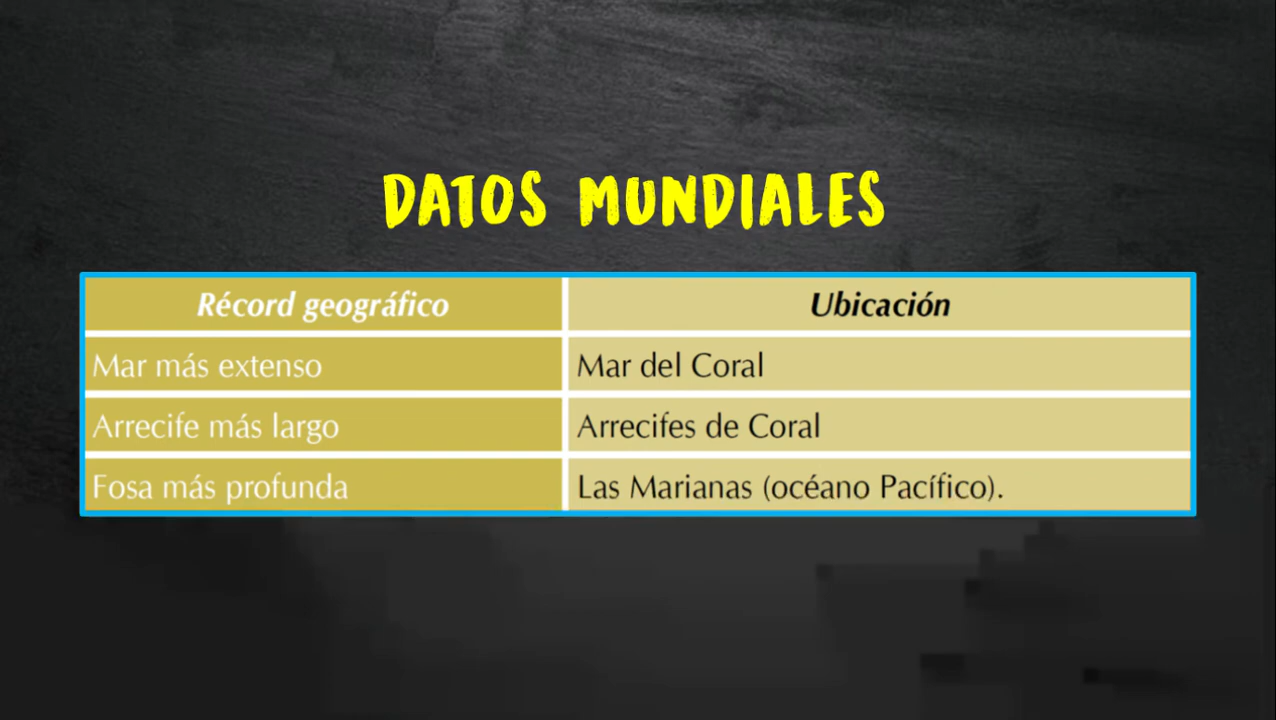 DATOS MUNDIALES
Récord geográfico Ubicación
Mar más extenso Mar del Coral
Arrecife más largo Arrecifes de Coral
Fosa más profunda Las Marianas (océano Pacífico).